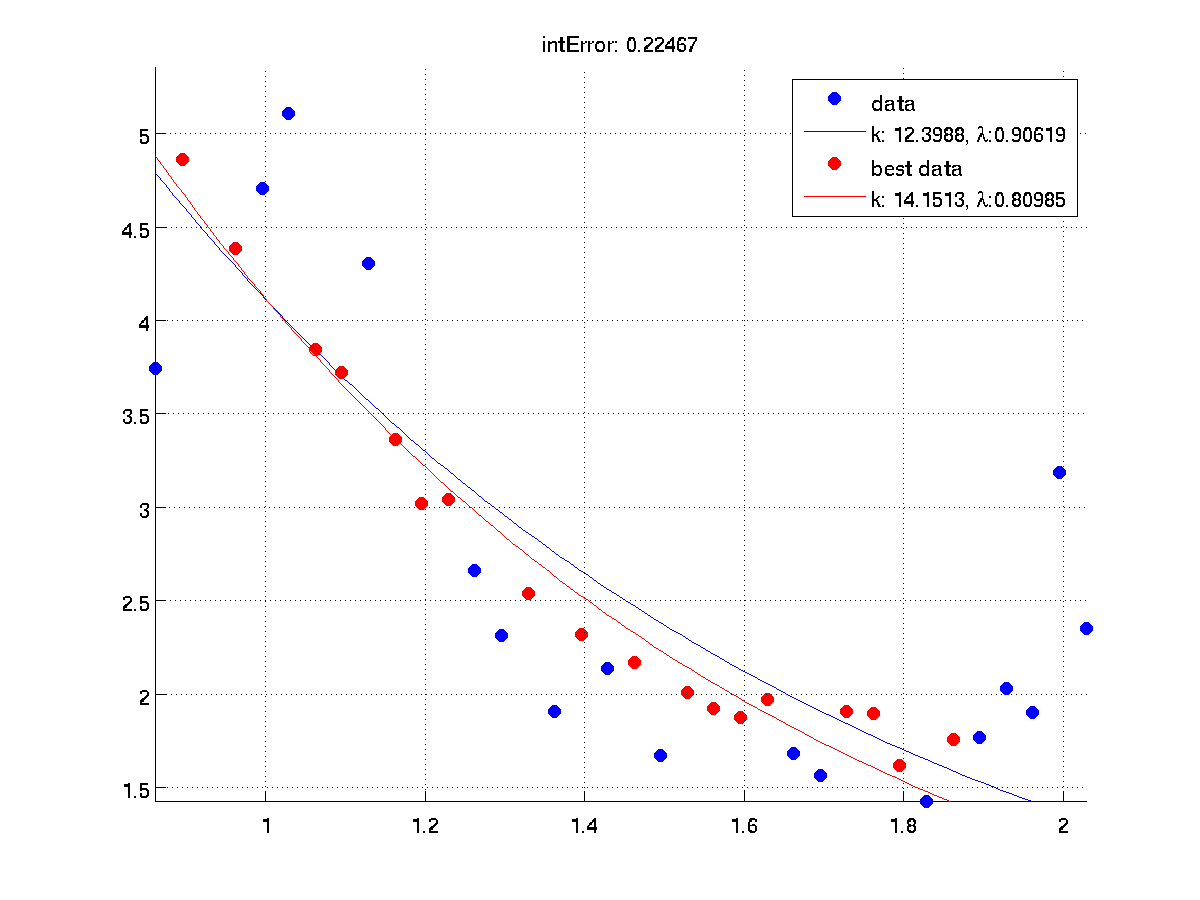 intError: 0.22467
data
k: 12.3988, λ:0.90619
best data
k: 14.1513, λ:0.80985
5
4.5
4
3.5
3
2.5
2
1.5
1 1.2 1.4 1.6 1.8 2